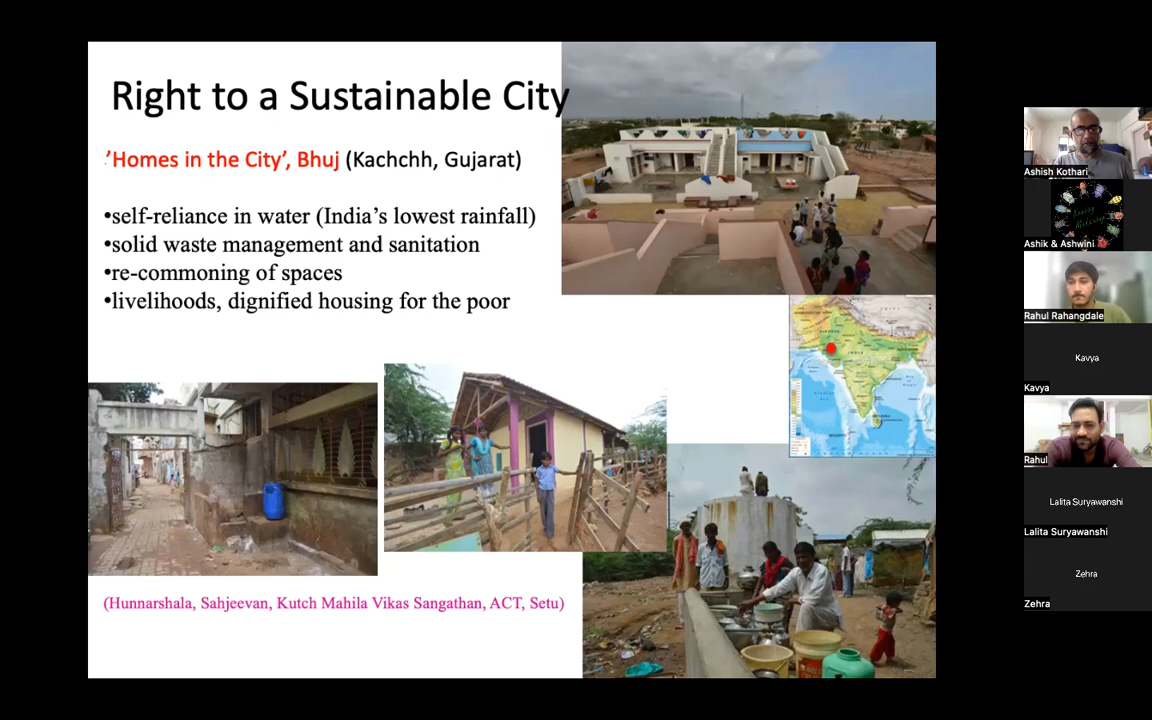 Right to a Sustainable City
’Homes in the City’, Bhuj (Kachchh, Gujarat)
•self-reliance in water (India’s lowest rainfall)
•solid waste management and sanitation
•re-commoning of spaces
•livelihoods, dignified housing for the poor
(Hunnarshala, Sahjeevan, Kutch Mahila Vikas Sangathan, ACT, Setu)
INDIA
Ashish Kothari
Ashik & Ashwini
Rahul Rahangdale
Kavya
Kavya
Rahul
Lalita Suryawanshi
Lalita Suryawanshi
Zehra
Zehra